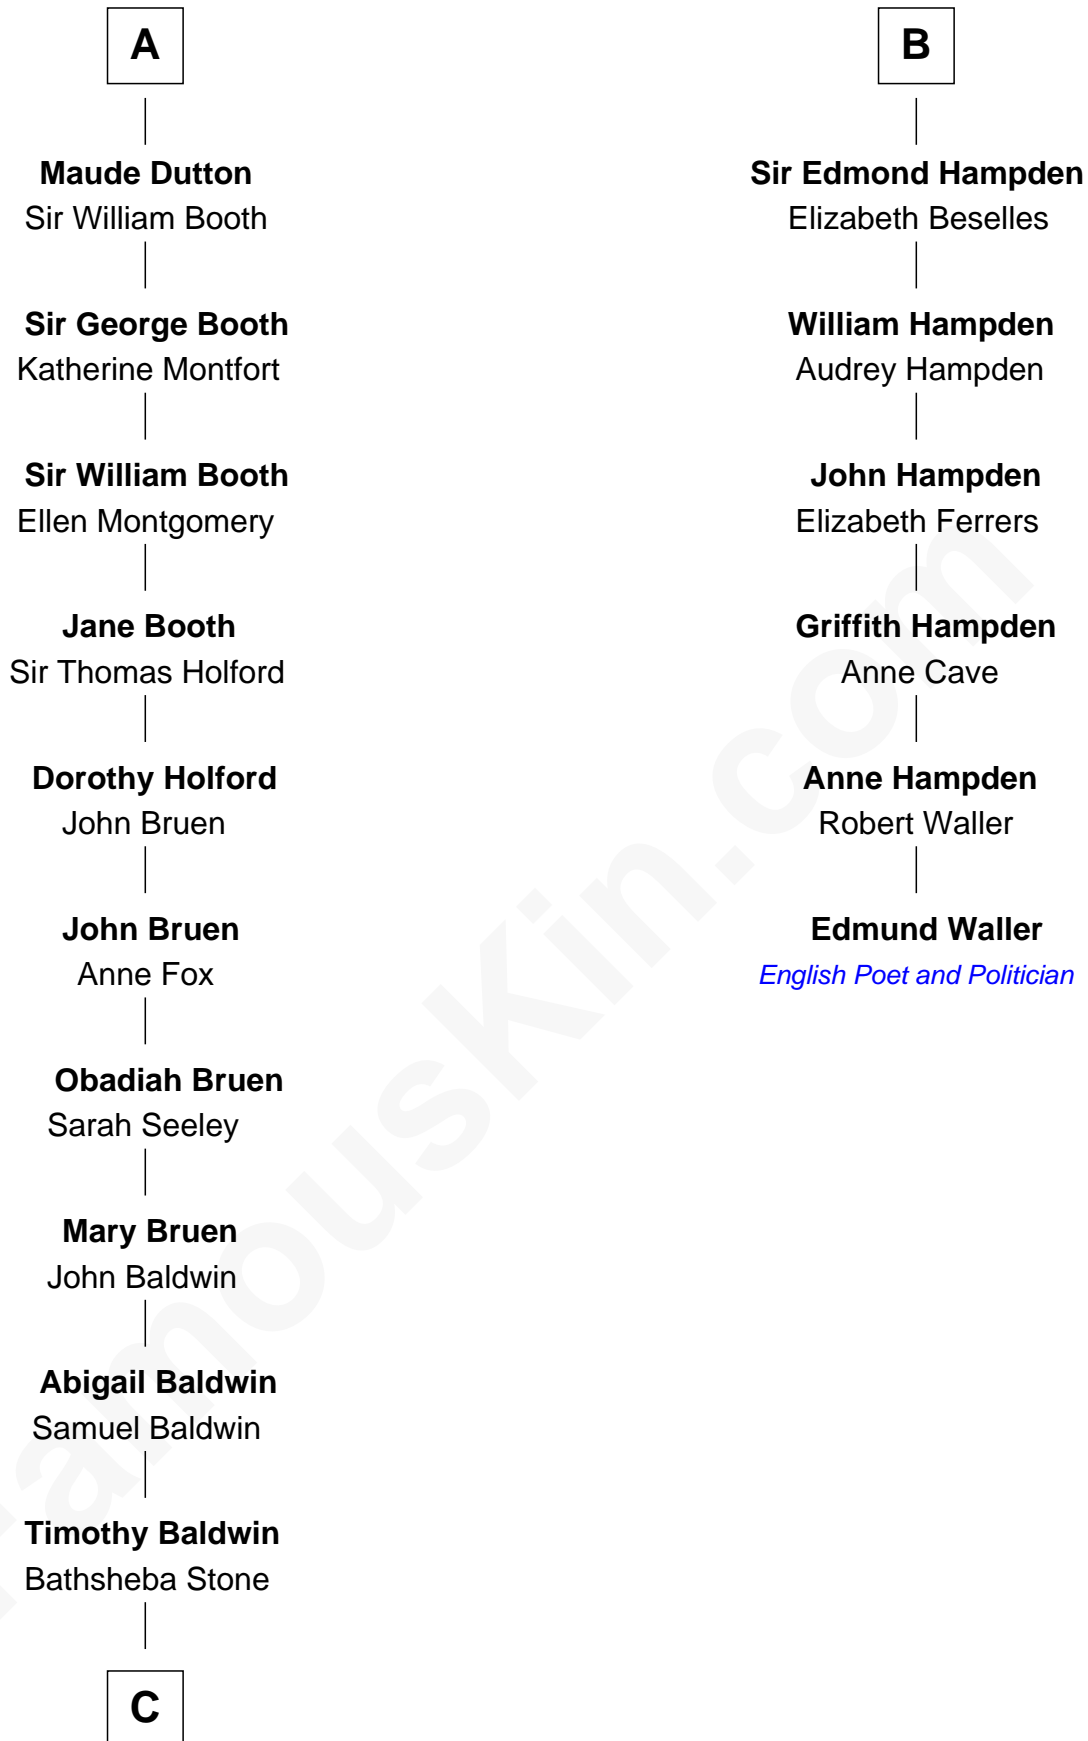 A
Maude Dutton
Sir William Booth
Sir George Booth
Katherine Montfort
Sir William Booth
Ellen Montgomery
Jane Booth
Sir Thomas Holford
Dorothy Holford
John Bruen
John Bruen
Anne Fox
Obadiah Bruen
Sarah Seeley
Mary Bruen
John Baldwin
Abigail Baldwin
Samuel Baldwin
Timothy Baldwin
Bathsheba Stone
C
B
Sir Edmond Hampden
Elizabeth Beselles
William Hampden
Audrey Hampden
John Hampden
Elizabeth Ferrers
Griffith Hampden
Anne Cave
Anne Hampden
Robert Waller
Edmund Waller
English Poet and Politician
FamousKin.com